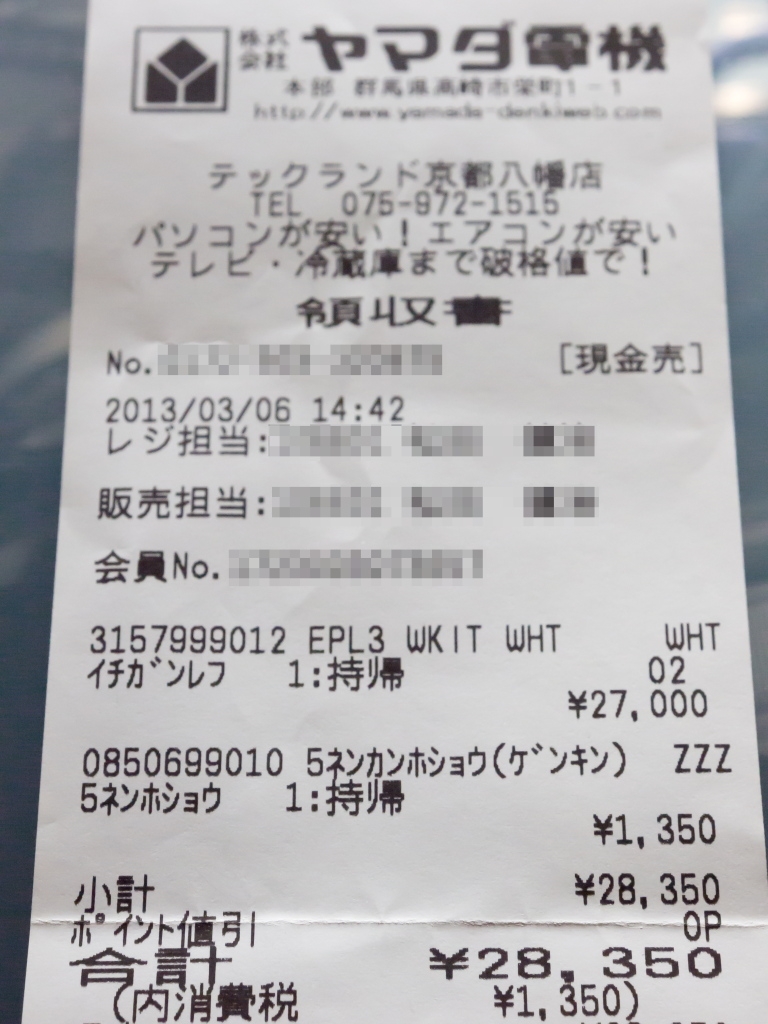 株式会社 ヤマダ電機
本部 群馬県高崎市栄町1-1
http://www.yamada-denkiweb.com
テックランド京都八幡店
TEL 075-972-1515
パソコンが安い！エアコンが安い
テレビ・冷蔵庫まで破格値で！
領収書
No. [現金売]
2013/03/06 14:42
レジ担当:
販売担当:
会員No.
3157999012 EPL3 WKIT WHT WHT
ｲﾁｶﾞﾝﾚﾌ 1:持帰 02
¥27,000
0850699010 5ﾈﾝｶﾝﾎｼｮｳ(ｹﾞﾝｷﾝ) ZZZ
5ﾈﾝﾎｼｮｳ 1:持帰
¥1,350
小計 ¥28,350
ﾎﾟｲﾝﾄ値引 0P
合計 ¥28,350
(内消費税 ¥1,350)